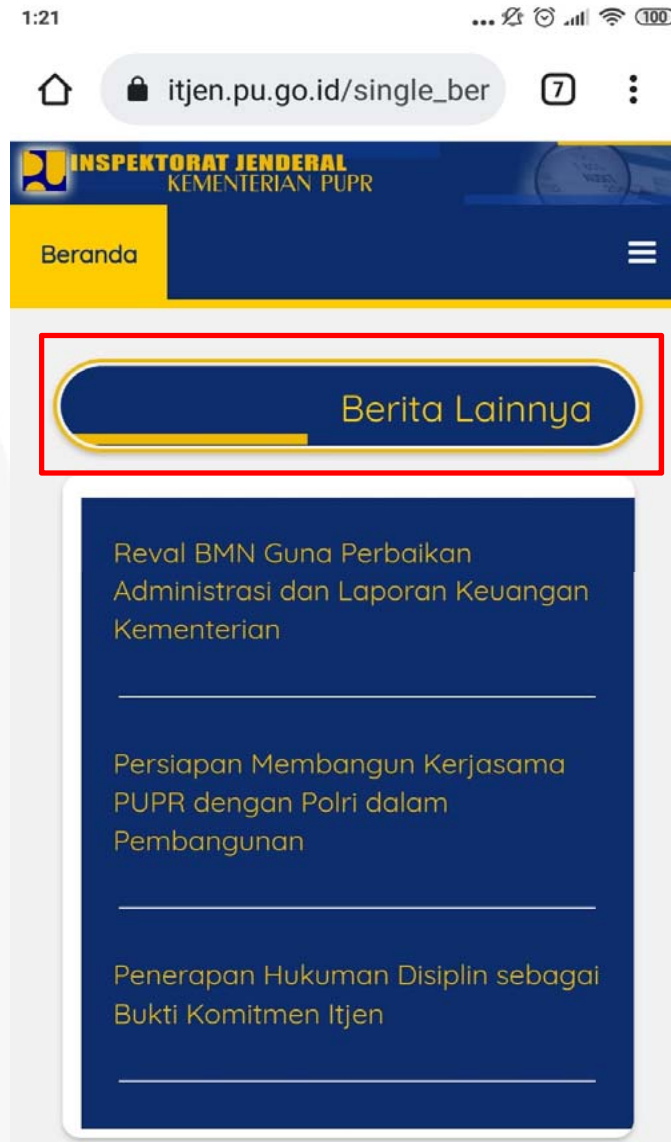 1:21
... 100
itjen.pu.go.id/single_ber 7
INSPEKTORAT JENDERAL
KEMENTERIAN PUPR
Beranda
Berita Lainnya
Reval BMN Guna Perbaikan
Administrasi dan Laporan Keuangan
Kementerian
Persiapan Membangun Kerjasama
PUPR dengan Polri dalam
Pembangunan
Penerapan Hukuman Disiplin sebagai
Bukti Komitmen Itjen